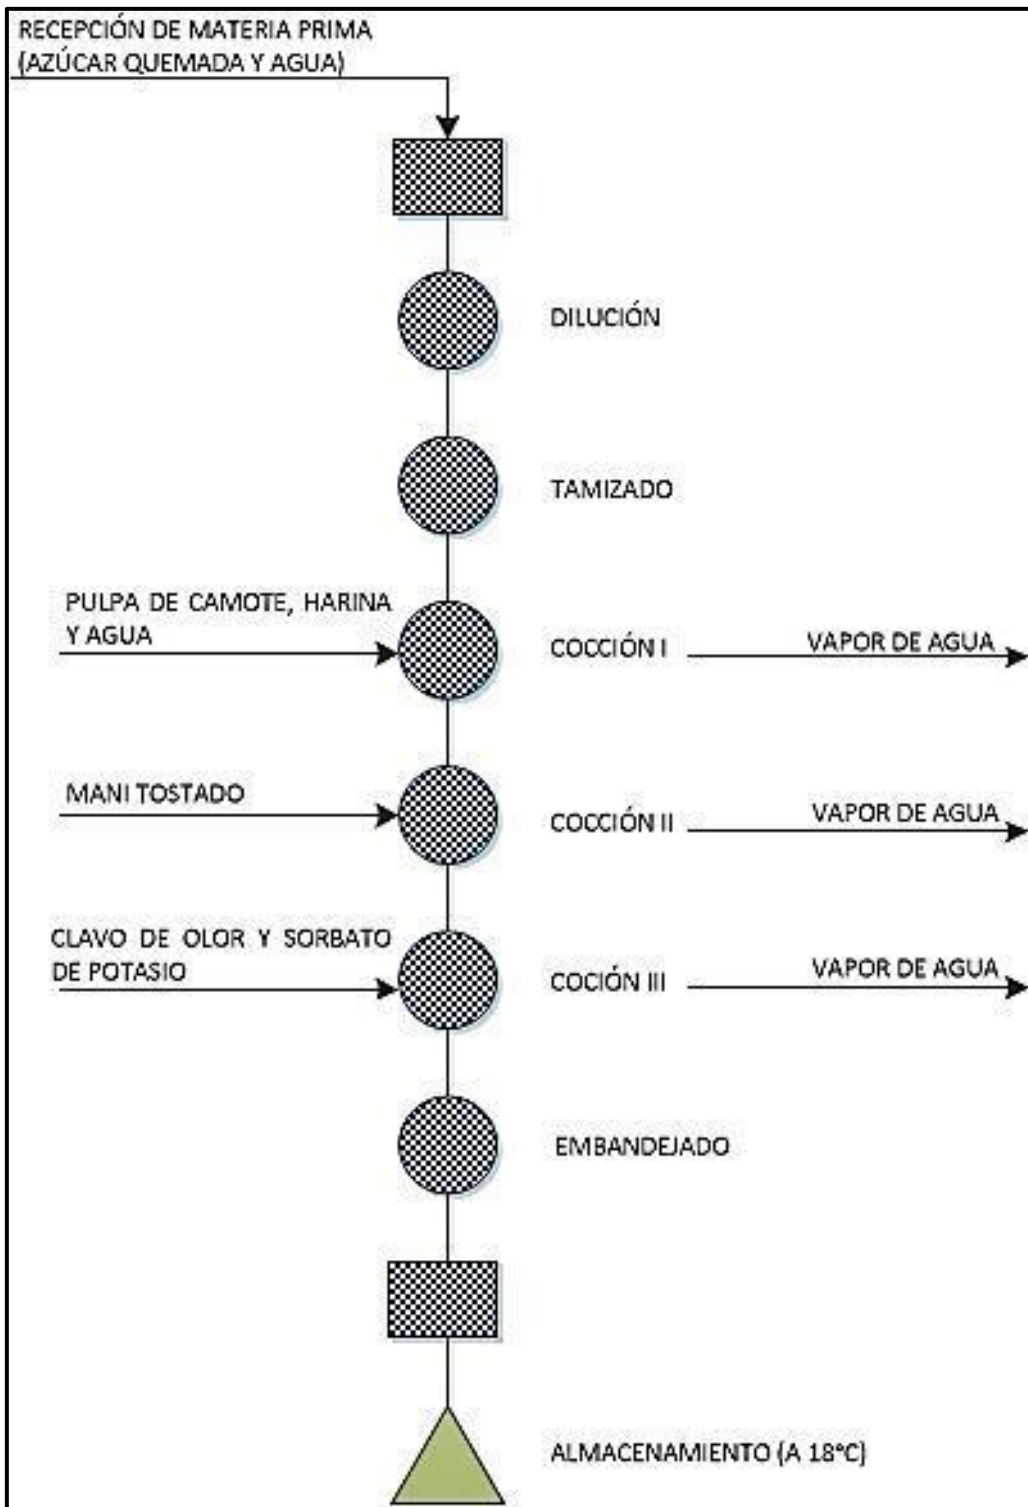 RECEPCIÓN DE MATERIA PRIMA
(AZÚCAR QUEMADA Y AGUA)
DILUCIÓN
TAMIZADO
PULPA DE CAMOTE, HARINA
Y AGUA
COCCIÓN I
VAPOR DE AGUA
MANI TOSTADO
COCCIÓN II
VAPOR DE AGUA
CLAVO DE OLOR Y SORBATO
DE POTASIO
COCIÓN III
VAPOR DE AGUA
EMBANDEJADO
ALMACENAMIENTO (A 18°C)